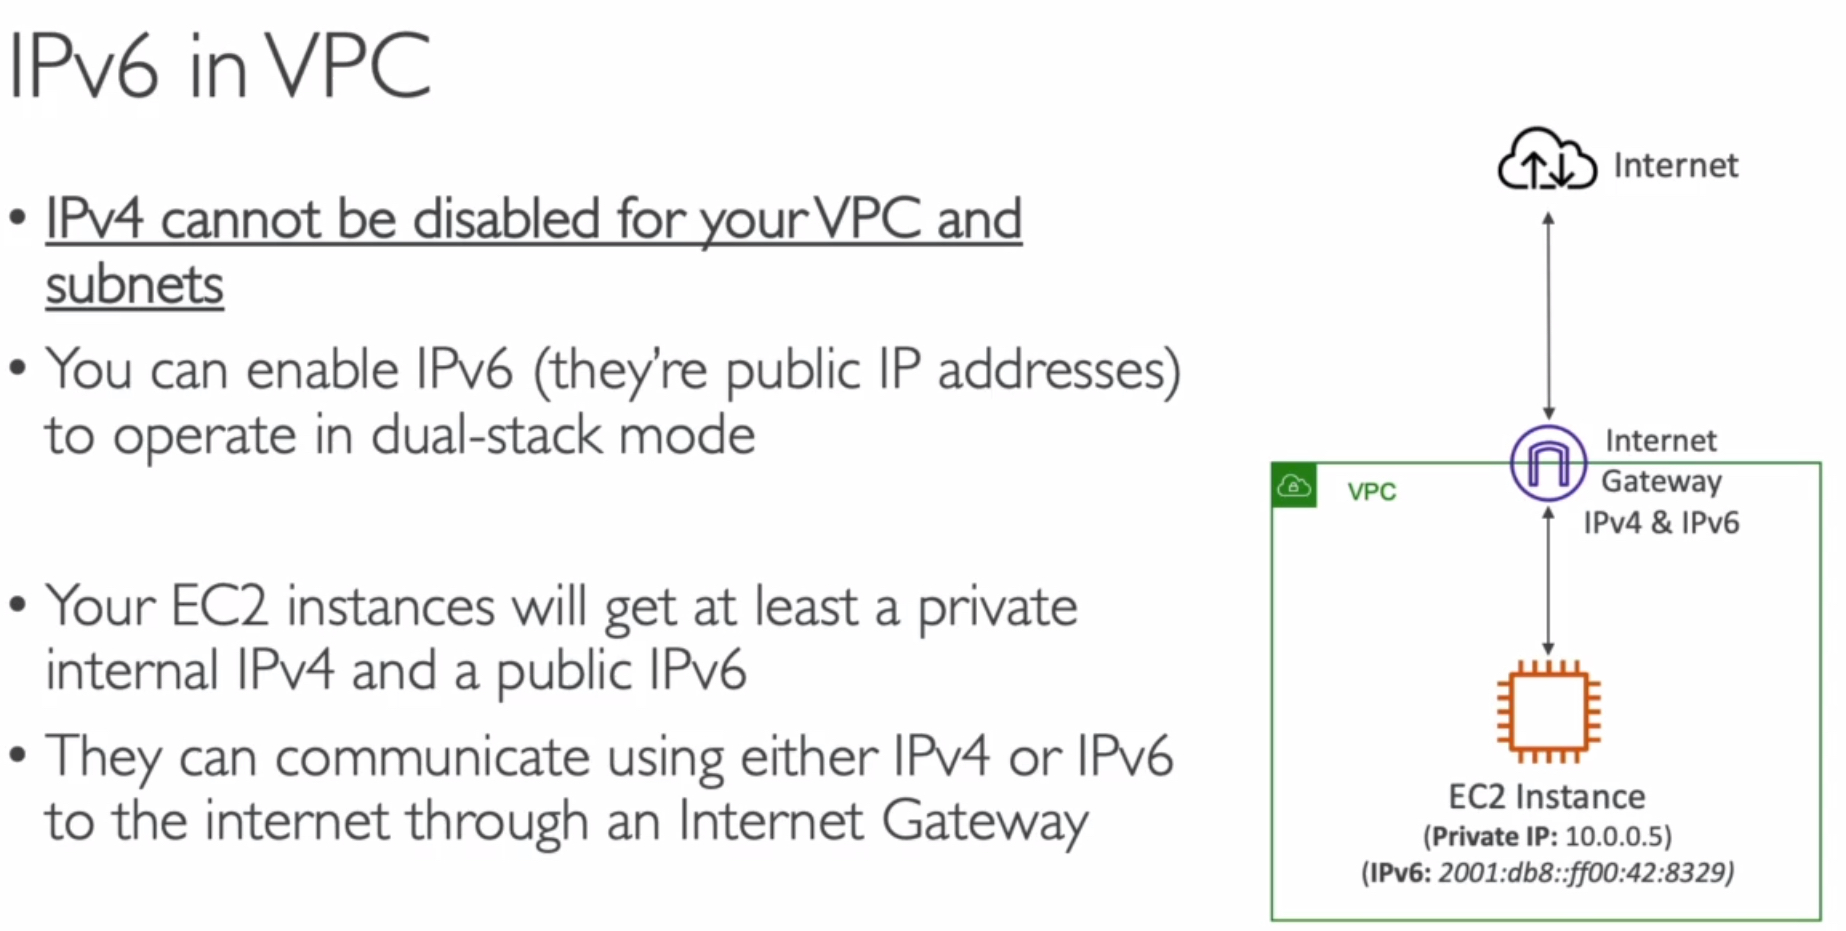 IPv6 in VPC
• IPv4 cannot be disabled for your VPC and
subnets
• You can enable IPv6 (they're public IP addresses)
to operate in dual-stack mode
• Your EC2 instances will get at least a private
internal IPv4 and a public IPv6
• They can communicate using either IPv4 or IPv6
to the internet through an Internet Gateway
Internet
Internet
Gateway
IPv4 & IPv6
VPC
EC2 Instance
(Private IP: 10.0.0.5)
(IPv6: 2001:db8::ff00:42:8329)